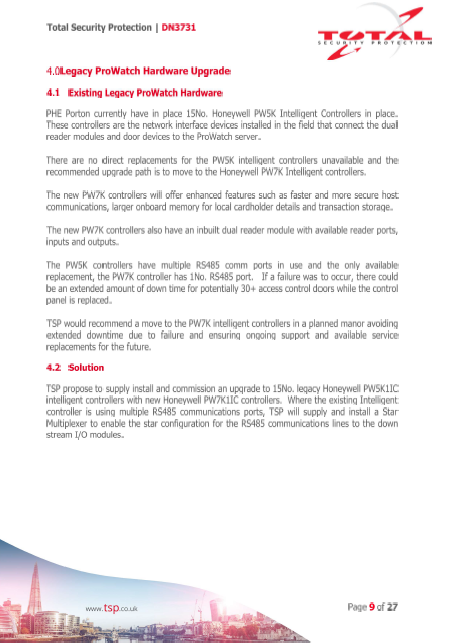 Total Security Protection | DN3731
TOTAL
SECURITY PROTECTION
4.0 Legacy ProWatch Hardware Upgrade
4.1 Existing Legacy ProWatch Hardware
PHE Porton currently have in place 15No. Honeywell PW5K Intelligent Controllers in place.
These controllers are the network interface devices installed in the field that connect the dual
reader modules and door devices to the ProWatch server.
There are no direct replacements for the PW5K intelligent controllers unavailable and the
recommended upgrade path is to move to the Honeywell PW7K Intelligent controllers.
The new PW7K controllers will offer enhanced features such as faster and more secure host
communications, larger onboard memory for local cardholder details and transaction storage.
The new PW7K controllers also have an inbuilt dual reader module with available reader ports,
inputs and outputs.
The PW5K controllers have multiple RS485 comm ports in use and the only available
replacement, the PW7K controller has 1No. RS485 port. If a failure was to occur, there could
be an extended amount of down time for potentially 30+ access control doors while the control
panel is replaced.
TSP would recommend a move to the PW7K intelligent controllers in a planned manor avoiding
extended downtime due to failure and ensuring ongoing support and available service
replacements for the future.
4.2 Solution
TSP propose to supply install and commission an upgrade to 15No. legacy Honeywell PW5K1IC
intelligent controllers with new Honeywell PW7K1IC controllers. Where the existing Intelligent
controller is using multiple RS485 communications ports, TSP will supply and install a Star
Multiplexer to enable the star configuration for the RS485 communications lines to the down
stream I/O modules.
www.tsp.co.uk
Page 9 of 27